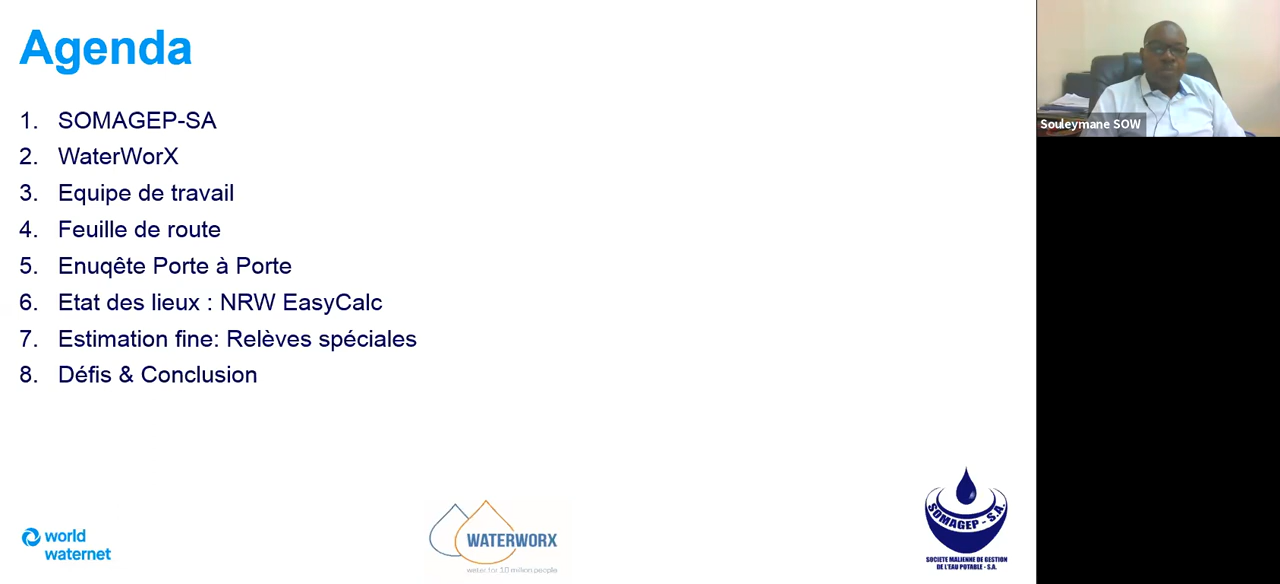 Agenda
1. SOMAGEP-SA
2. WaterWorX
3. Equipe de travail
4. Feuille de route
5. Enuqête Porte à Porte
6. Etat des lieux : NRW EasyCalc
7. Estimation fine: Relèves spéciales
8. Défis & Conclusion
Souleymane SOW
world
waternet
WATERWORX
water for 10 million people
SOMAGEP - S.A.
SOCIETE MALIENNE DE GESTION
DE L'EAU POTABLE - S.A.